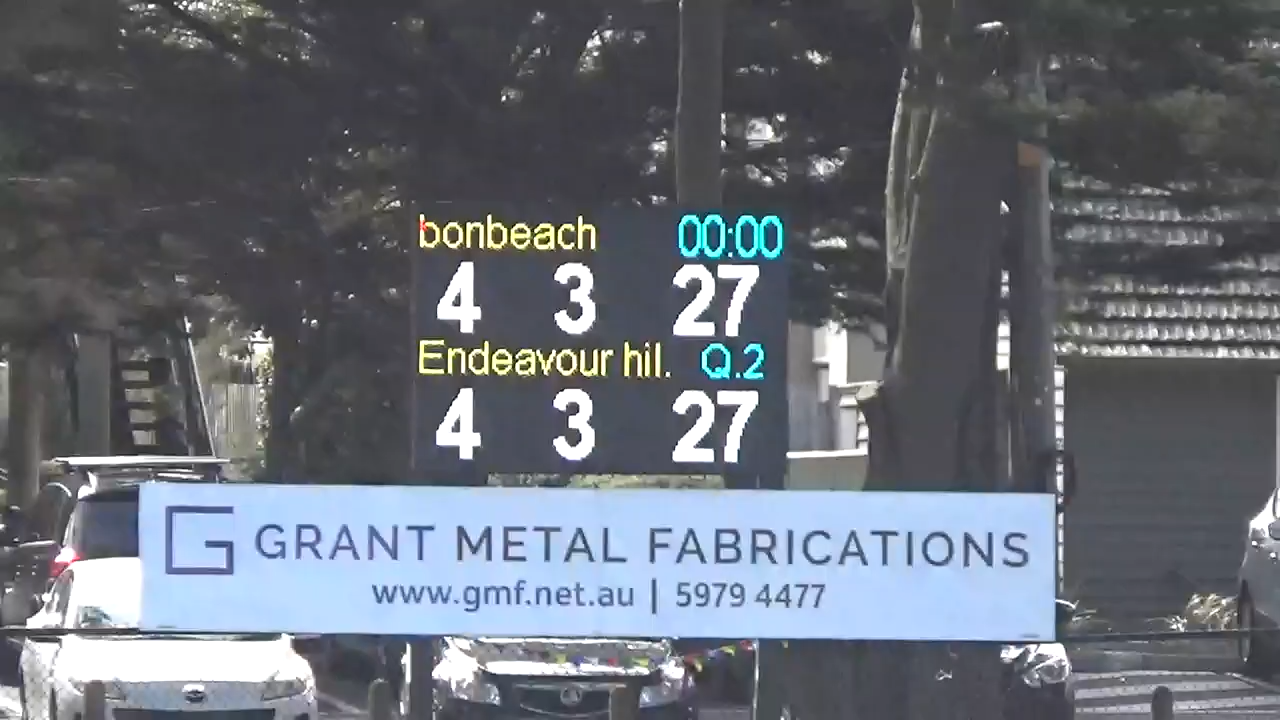 bonbeach 00:00
4 3 27
Endeavour hil. Q.2
4 3 27
G GRANT METAL FABRICATIONS
www.gmf.net.au | 5979 4477